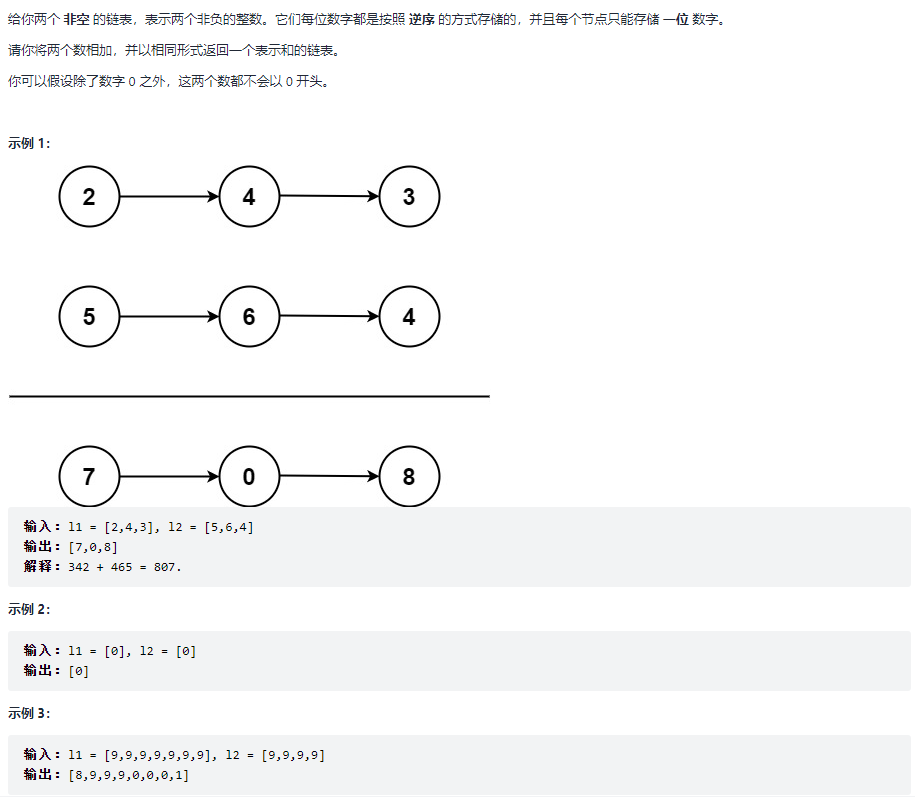 给你两个 非空 的链表，表示两个非负的整数。它们每位数字都是按照 逆序 的方式存储的，并且每个节点只能存储 一位 数字。
请你将两个数相加，并以相同形式返回一个表示和的链表。
你可以假设除了数字 0 之外，这两个数都不会以 0 开头。
示例 1：
2 4 3
5 6 4
7 0 8
输入：l1 = [2,4,3], l2 = [5,6,4]
输出：[7,0,8]
解释：342 + 465 = 807.
示例 2：
输入：l1 = [0], l2 = [0]
输出：[0]
示例 3：
输入：l1 = [9,9,9,9,9,9,9], l2 = [9,9,9,9]
输出：[8,9,9,9,0,0,0,1]